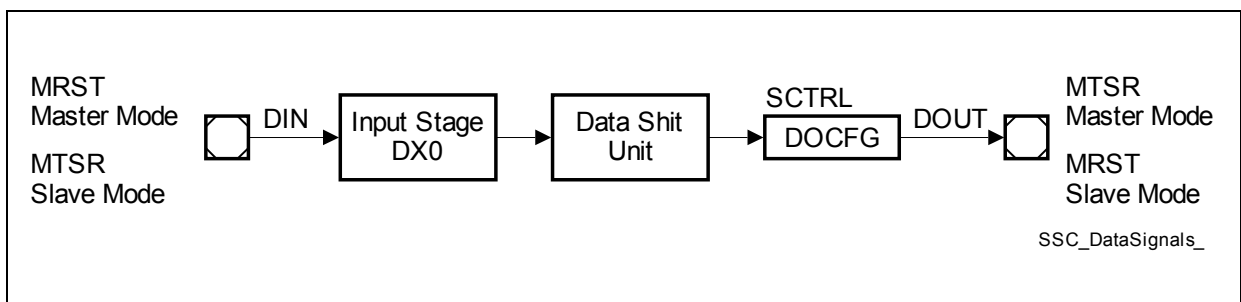 MRST
Master Mode
MTSR
Slave Mode
DIN
Input Stage
DX0
Data Shit
Unit
SCTRL
DOCFG
DOUT
MTSR
Master Mode
MRST
Slave Mode
SSC_DataSignals_